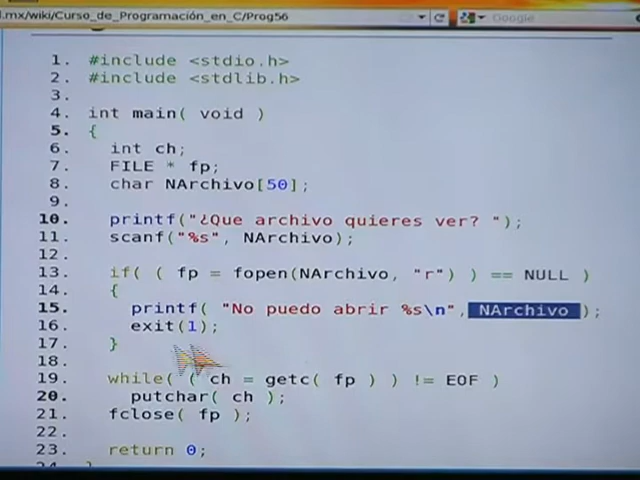 l.mx/wiki/Curso_de_Programación_en_C/Prog56
Google
1. #include <stdio.h>
2. #include <stdlib.h>
3.
4. int main( void )
5. {
6. int ch;
7. FILE * fp;
8. char NArchivo[50];
9.
10. printf("¿Que archivo quieres ver? ");
11. scanf("%s", NArchivo);
12.
13. if( ( fp = fopen(NArchivo, "r") ) == NULL )
14. {
15. printf( "No puedo abrir %s\n", NArchivo );
16. exit(1);
17. }
18.
19. while( ( ch = getc( fp ) ) != EOF )
20. putchar( ch );
21. fclose( fp );
22.
23. return 0;
24. }